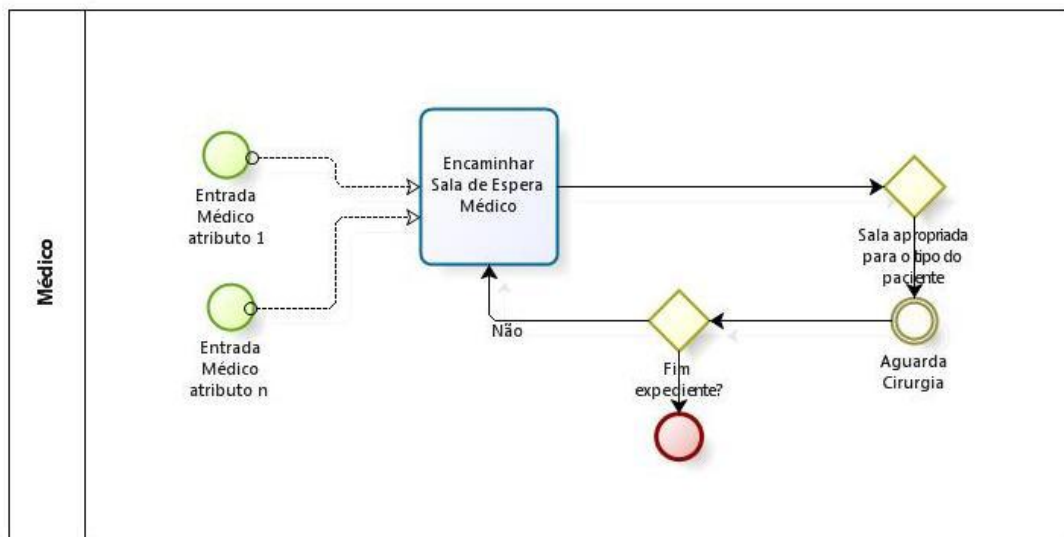 Médico
Entrada
Médico
atributo 1
Entrada
Médico
atributo n
Encaminhar
Sala de Espera
Médico
Sala apropriada
para o tipo do
paciente
Aguarda
Cirurgia
Fim
expediente?
Não